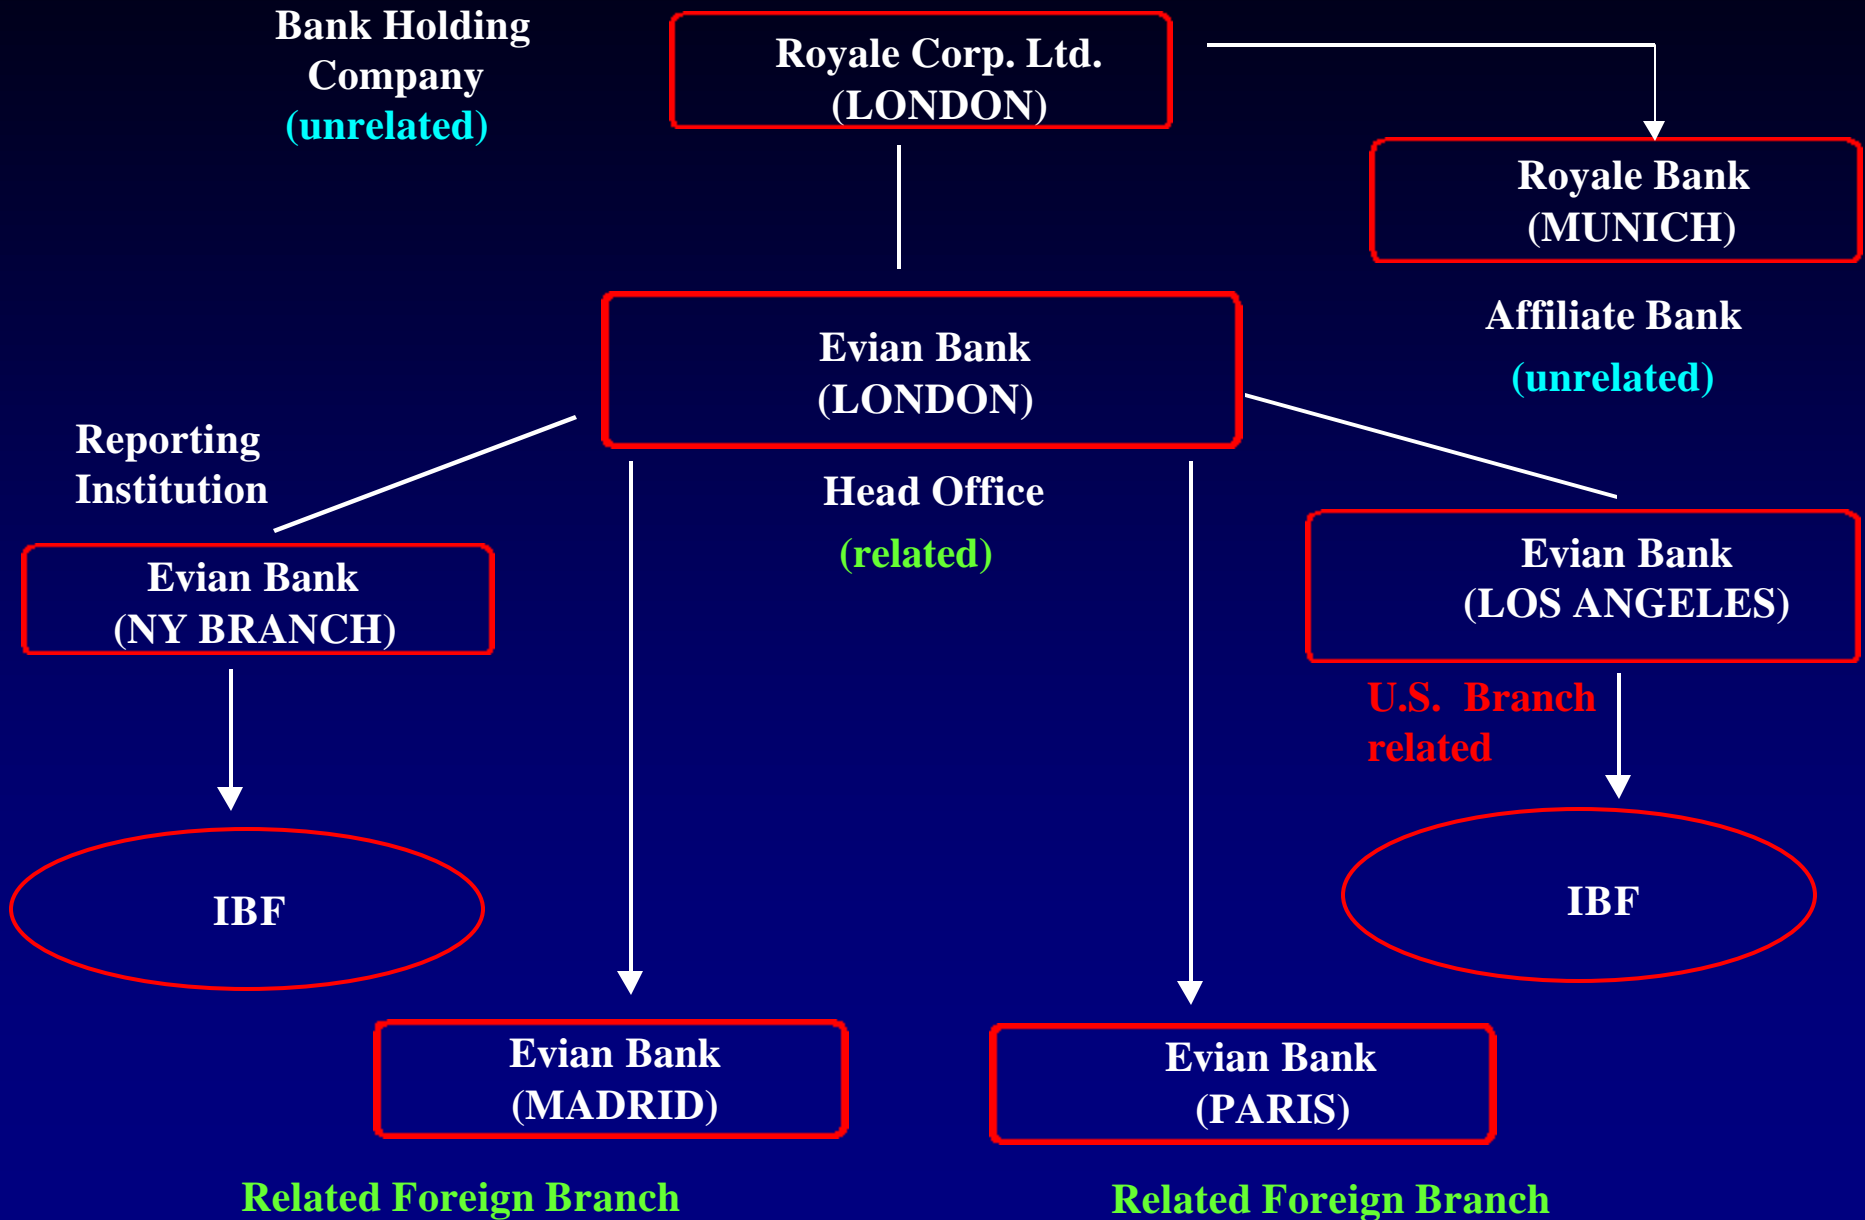 Bank Holding
Company
(unrelated)
Royale Corp. Ltd.
(LONDON)
Royale Bank
(MUNICH)
Affiliate Bank
(unrelated)
Evian Bank
(LONDON)
Head Office
(related)
Reporting
Institution
Evian Bank
(NY BRANCH)
Evian Bank
(LOS ANGELES)
U.S. Branch
related
IBF
IBF
Evian Bank
(MADRID)
Evian Bank
(PARIS)
Related Foreign Branch
Related Foreign Branch